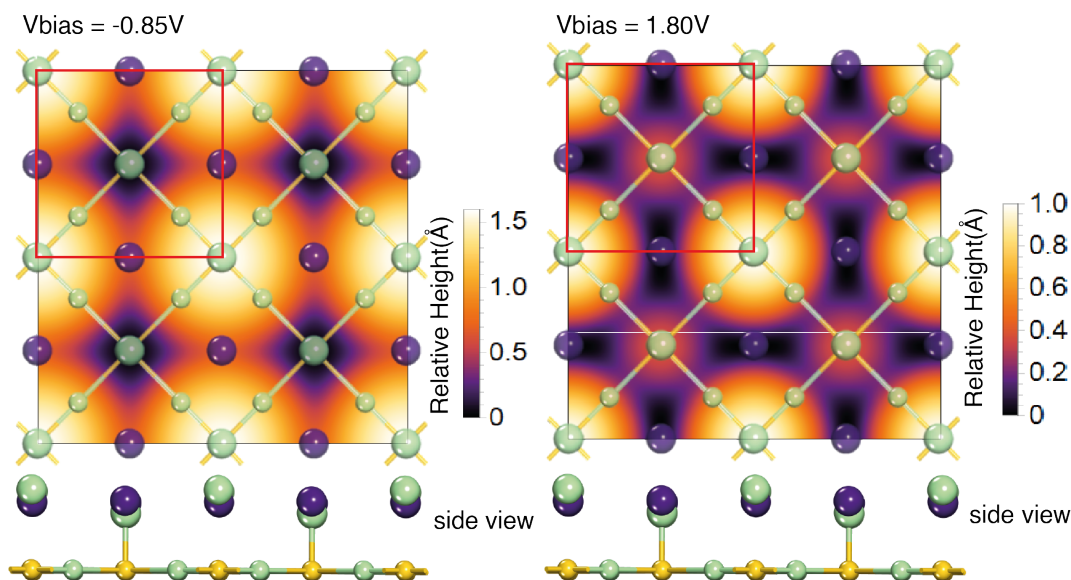 Vbias = -0.85V
Relative Height(Å)
1.5
1.0
0.5
0
side view
Vbias = 1.80V
Relative Height(Å)
1.0
0.8
0.6
0.4
0.2
0
side view